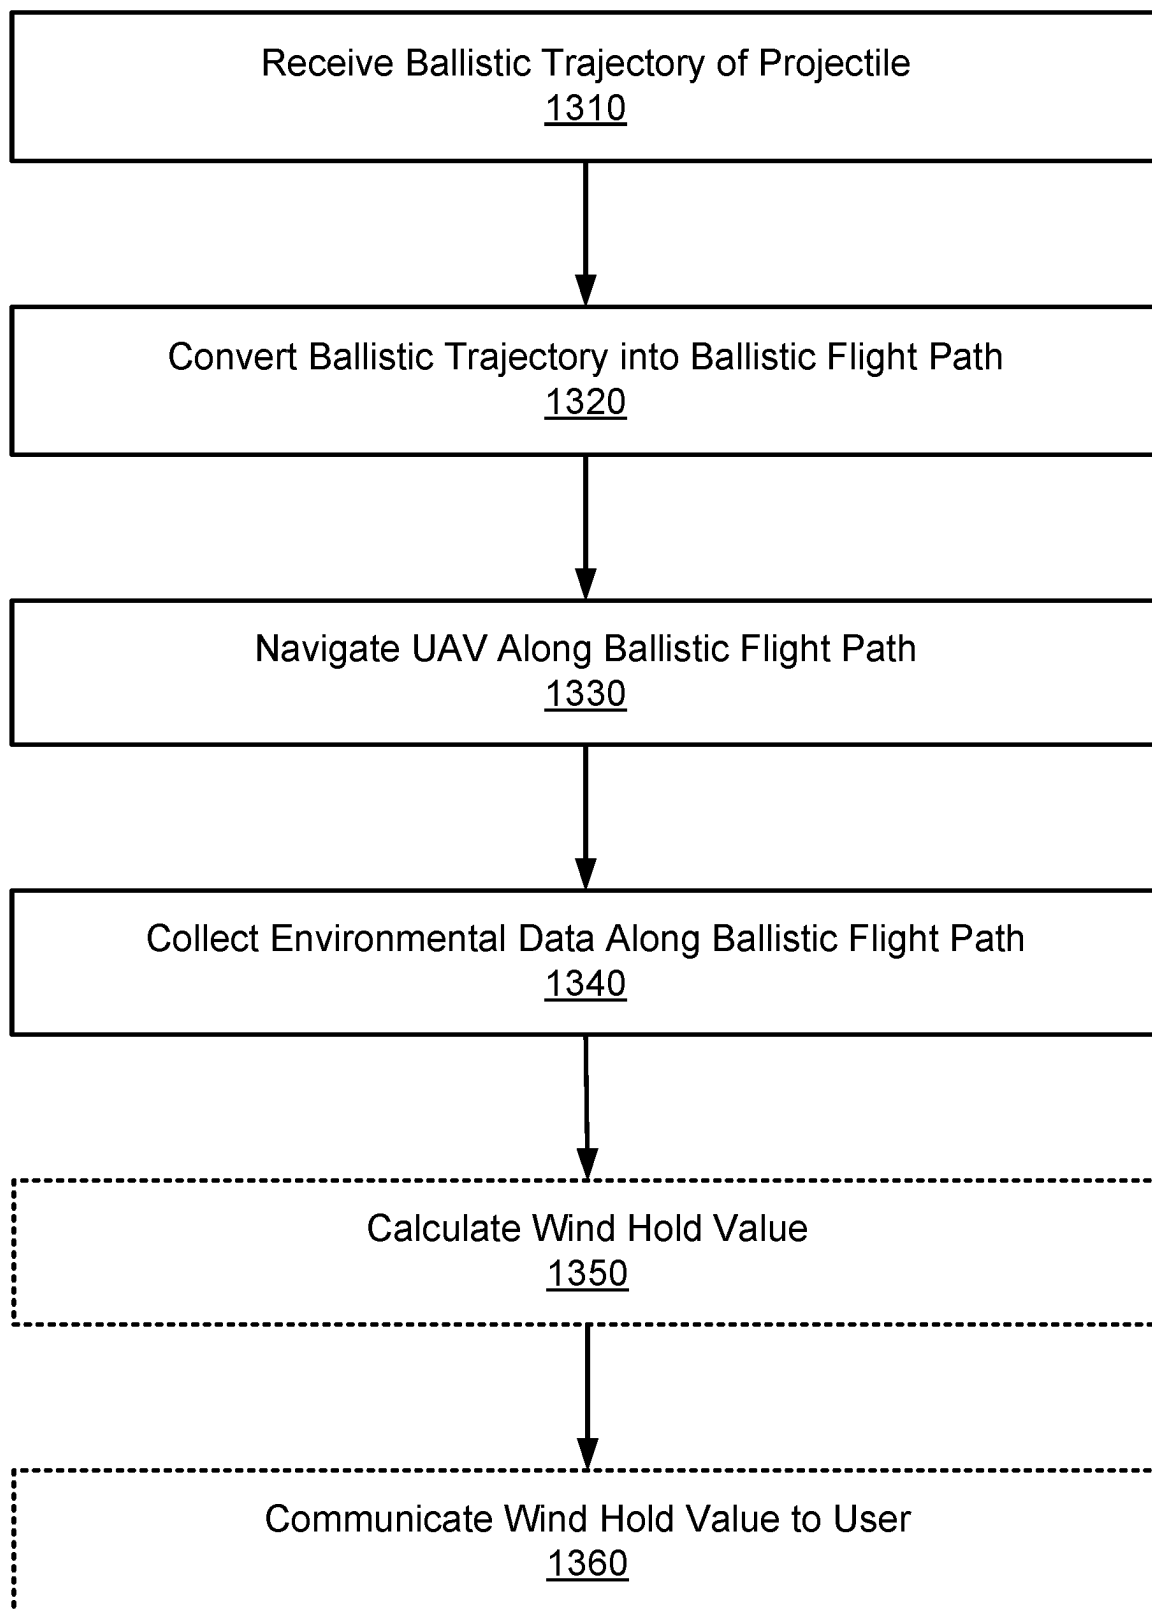 Receive Ballistic Trajectory of Projectile
1310
Convert Ballistic Trajectory into Ballistic Flight Path
1320
Navigate UAV Along Ballistic Flight Path
1330
Collect Environmental Data Along Ballistic Flight Path
1340
Calculate Wind Hold Value
1350
Communicate Wind Hold Value to User
1360